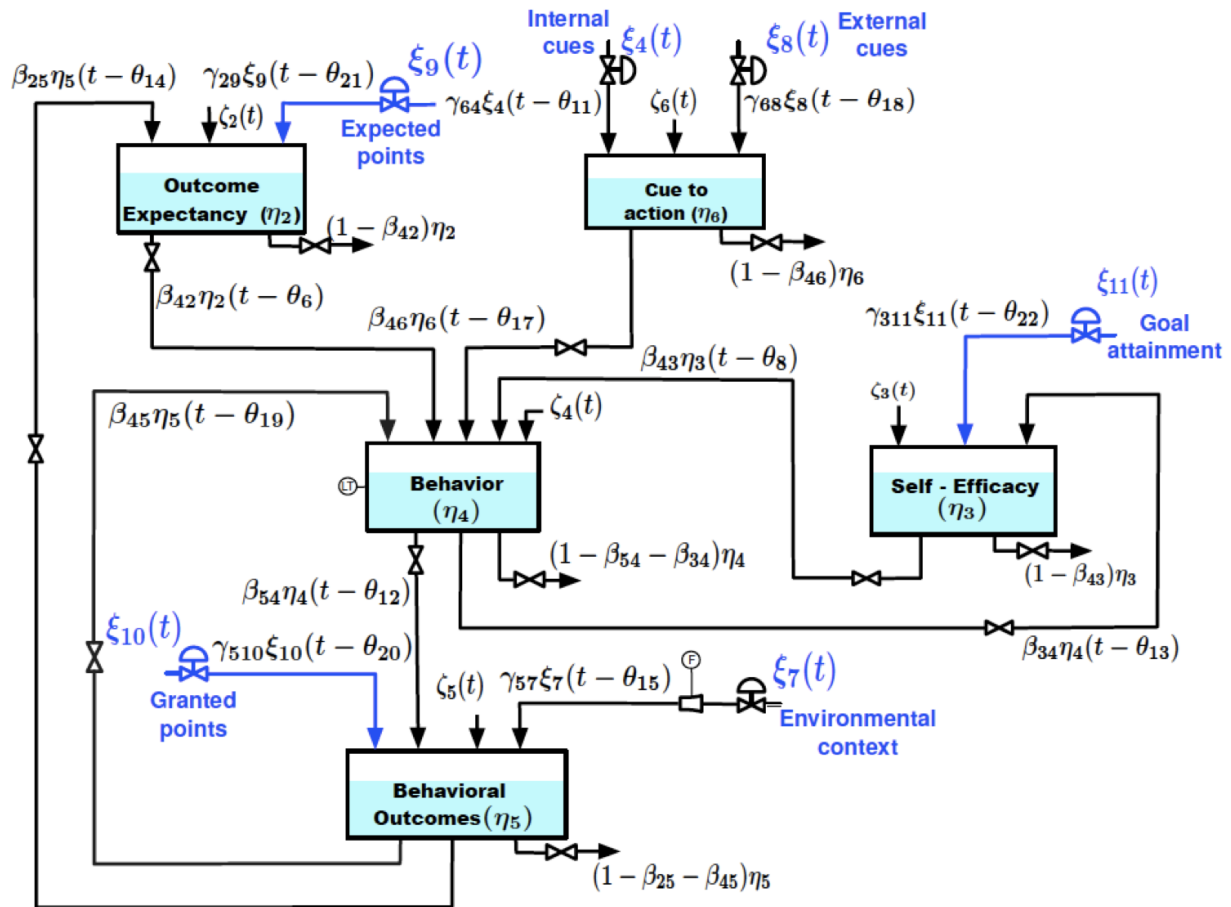 Internal
cues
ξ₄(t)
ξ₈(t)
External
cues
β₂₅η₅(t − θ₁₄)
γ₂₉ξ₉(t − θ₂₁)
ξ₉(t)
Expected
points
ζ₂(t)
γ₆₄ξ₄(t − θ₁₁)
ζ₆(t)
γ₆₈ξ₈(t − θ₁₈)
Outcome
Expectancy (η₂)
(1 − β₄₂)η₂
Cue to
action (η₆)
(1 − β₄₆)η₆
β₄₂η₂(t − θ₆)
β₄₆η₆(t − θ₁₇)
β₄₃η₃(t − θ₈)
γ₃₁₁ξ₁₁(t − θ₂₂)
ξ₁₁(t)
Goal
attainment
β₄₅η₅(t − θ₁₉)
ζ₄(t)
ζ₃(t)
LT
Behavior
(η₄)
Self - Efficacy
(η₃)
(1 − β₅₄ − β₃₄)η₄
(1 − β₄₃)η₃
β₅₄η₄(t − θ₁₂)
β₃₄η₄(t − θ₁₃)
ξ₁₀(t)
γ₅₁₀ξ₁₀(t − θ₂₀)
Granted
points
ζ₅(t)
γ₅₇ξ₇(t − θ₁₅)
F
ξ₇(t)
Environmental
context
Behavioral
Outcomes (η₅)
(1 − β₂₅ − β₄₅)η₅